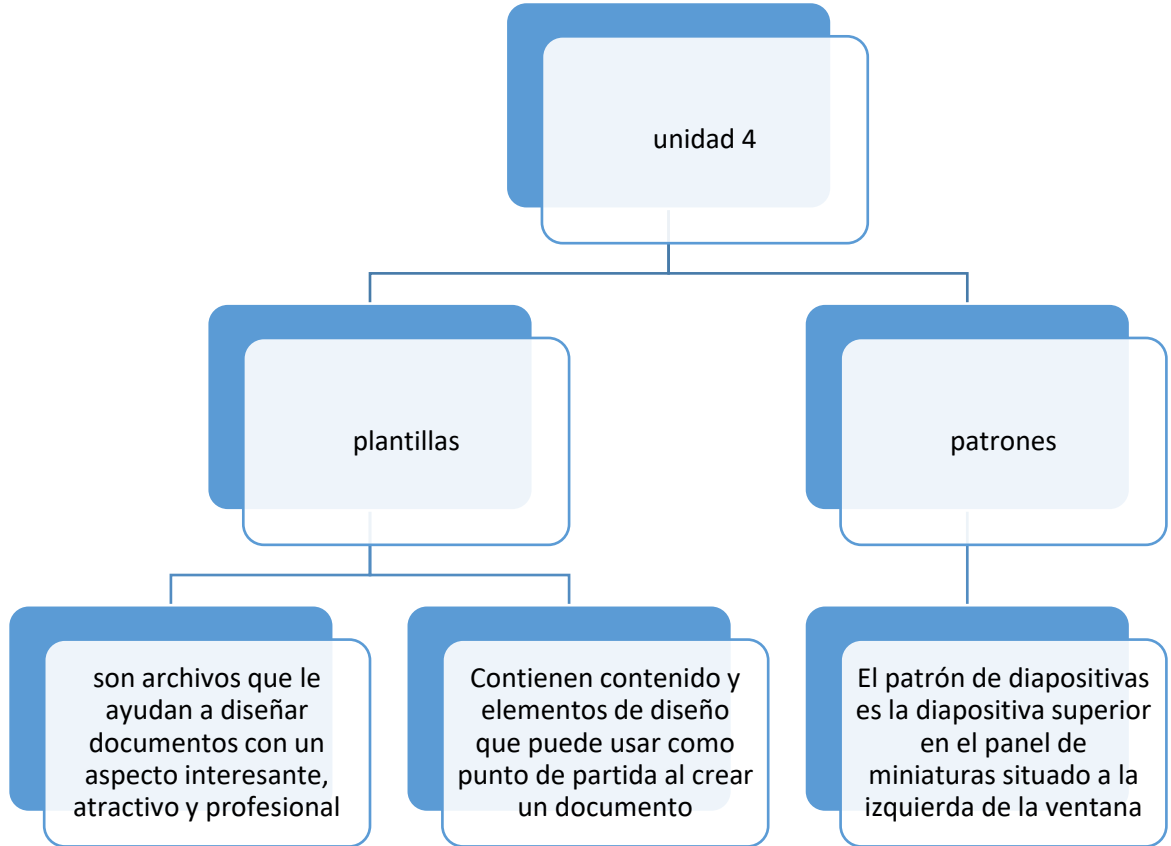 unidad 4
plantillas
patrones
son archivos que le
ayudan a diseñar
documentos con un
aspecto interesante,
atractivo y profesional
Contienen contenido y
elementos de diseño
que puede usar como
punto de partida al crear
un documento
El patrón de diapositivas
es la diapositiva superior
en el panel de
miniaturas situado a la
izquierda de la ventana